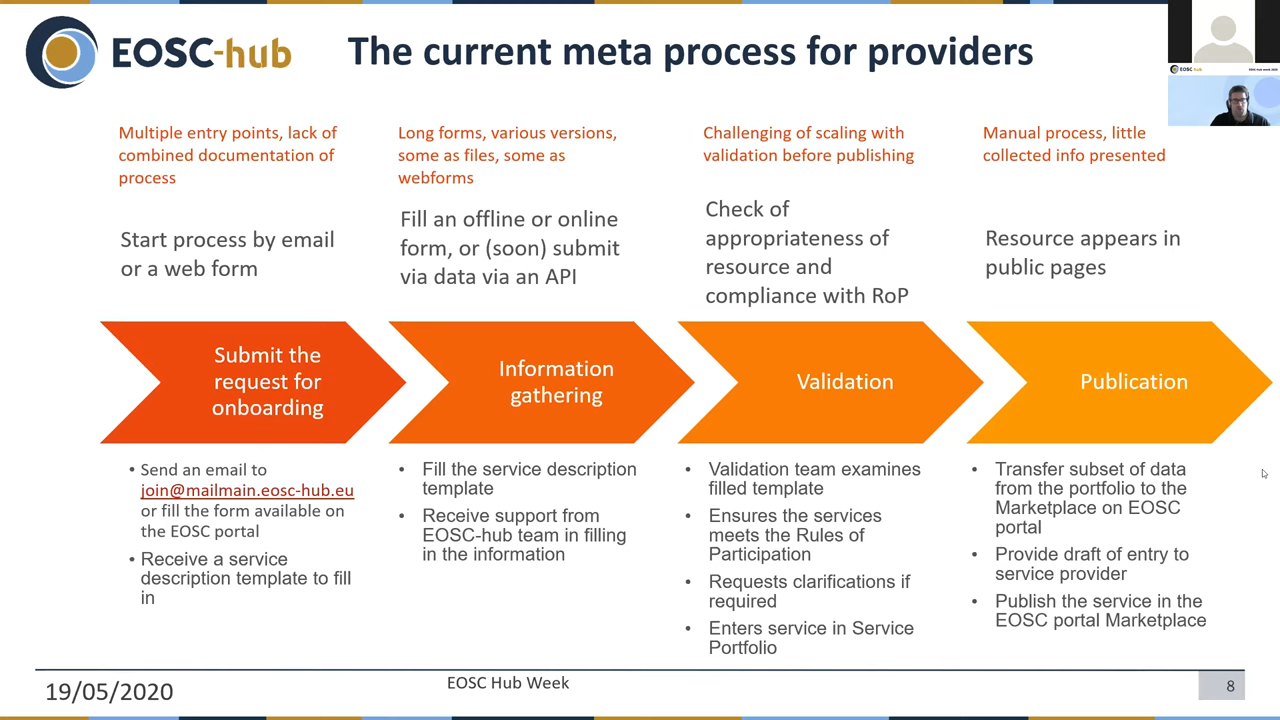 EOSC-hub
The current meta process for providers
EOSC hub
Multiple entry points, lack of
combined documentation of
process
Long forms, various versions,
some as files, some as
webforms
Challenging of scaling with
validation before publishing
Manual process, little
collected info presented
Start process by email
or a web form
Fill an offline or online
form, or (soon) submit
via data via an API
Check of
appropriateness of
resource and
compliance with RoP
Resource appears in
public pages
Submit the
request for
onboarding
Information
gathering
Validation
Publication
• Send an email to
join@mailmain.eosc-hub.eu
or fill the form available on
the EOSC portal
• Receive a service
description template to fill
in
• Fill the service description
template
• Receive support from
EOSC-hub team in filling
in the information
• Validation team examines
filled template
• Ensures the services
meets the Rules of
Participation
• Requests clarifications if
required
• Enters service in Service
Portfolio
• Transfer subset of data
from the portfolio to the
Marketplace on EOSC
portal
• Provide draft of entry to
service provider
• Publish the service in the
EOSC portal Marketplace
19/05/2020
EOSC Hub Week
8